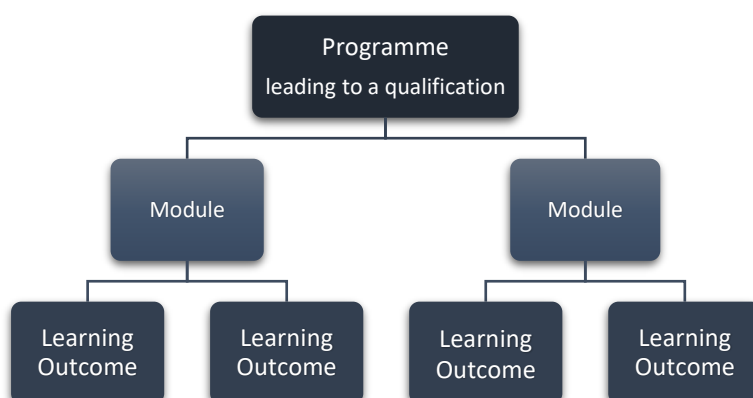 Programme
leading to a qualification
Module
Module
Learning
Outcome
Learning
Outcome
Learning
Outcome
Learning
Outcome